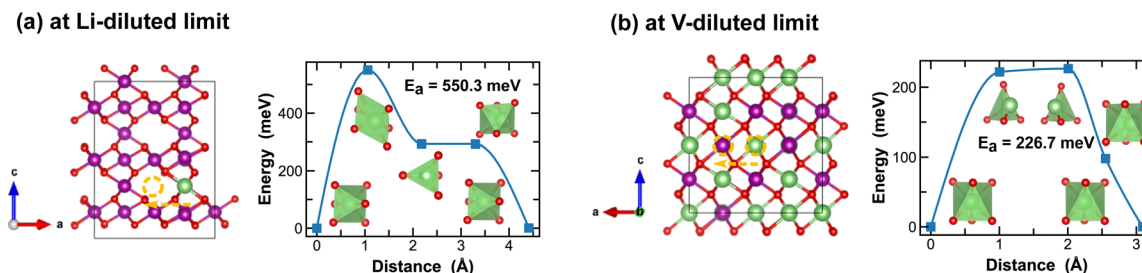 (a) at Li-diluted limit
(b) at V-diluted limit
c
a
Energy (meV)
400
200
0
Ea = 550.3 meV
0
1
2
3
4
Distance (Å)
c
a
b
Energy (meV)
200
100
0
Ea = 226.7 meV
0
1
2
3
Distance (Å)